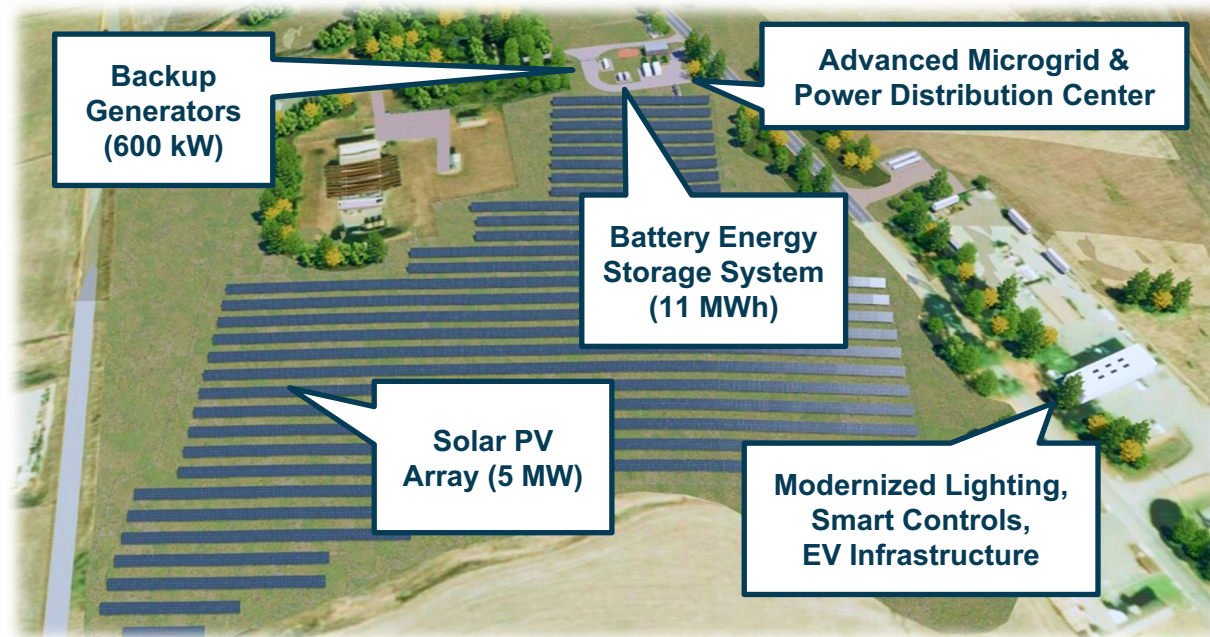 Backup
Generators
(600 kW)
Advanced Microgrid &
Power Distribution Center
Battery Energy
Storage System
(11 MWh)
Solar PV
Array (5 MW)
Modernized Lighting,
Smart Controls,
EV Infrastructure